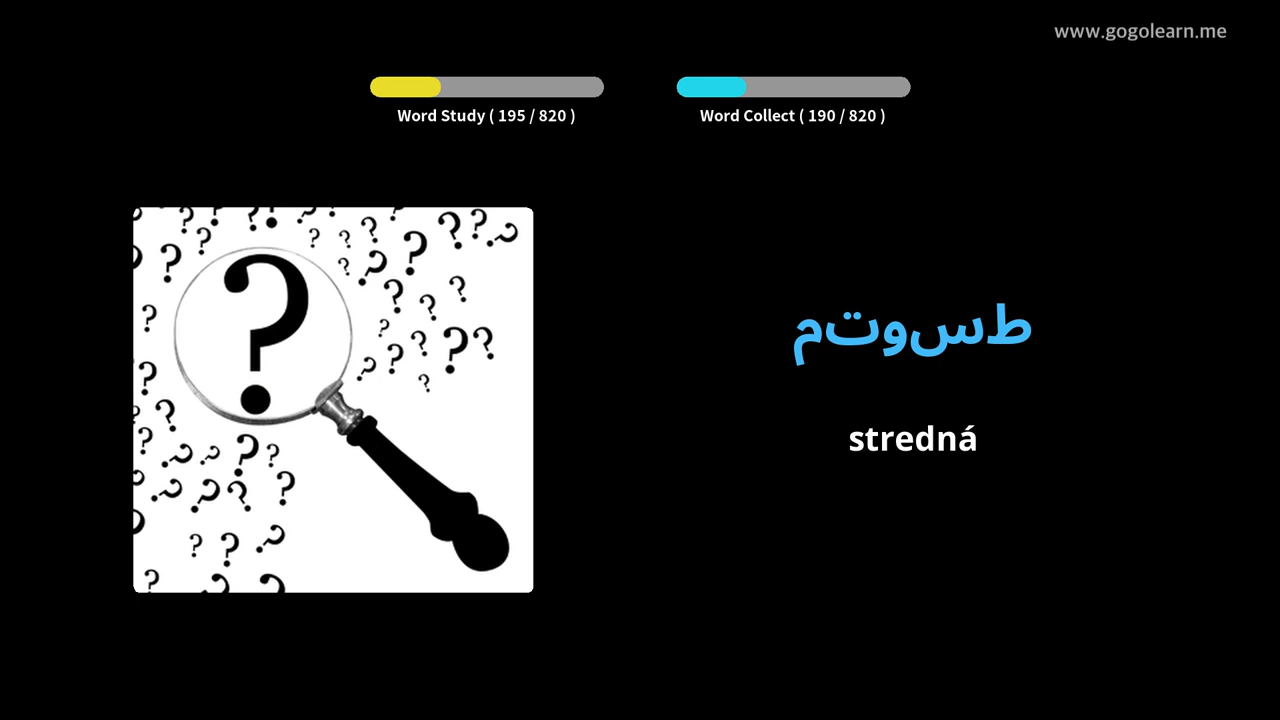 www.gogolearn.me
Word Study ( 195 / 820 )
Word Collect ( 190 / 820 )
طسوتم
stredná